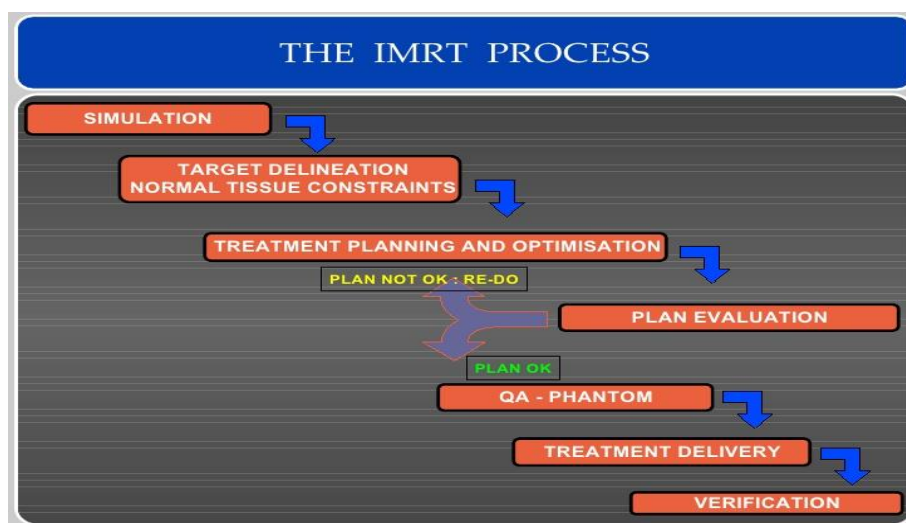 THE IMRT PROCESS
SIMULATION
TARGET DELINEATION
NORMAL TISSUE CONSTRAINTS
TREATMENT PLANNING AND OPTIMISATION
PLAN NOT OK : RE-DO
PLAN EVALUATION
PLAN OK
QA - PHANTOM
TREATMENT DELIVERY
VERIFICATION